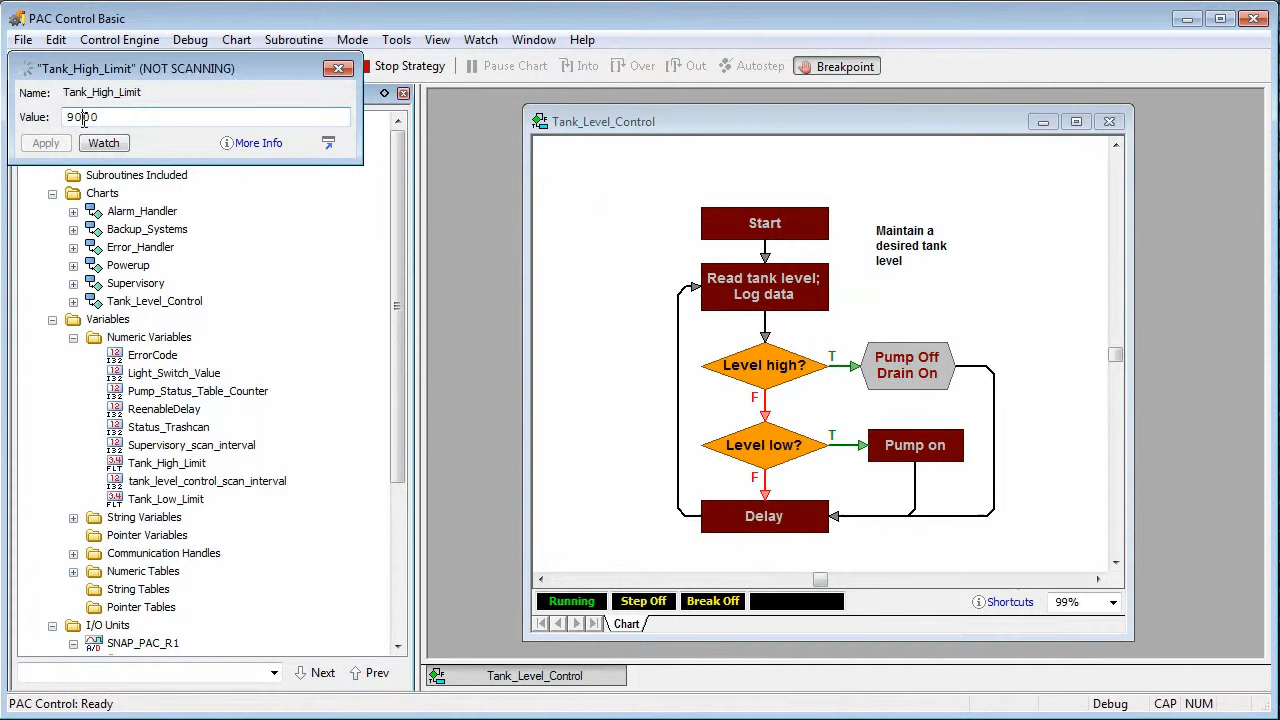 PAC Control Basic
File Edit Control Engine Debug Chart Subroutine Mode Tools View Watch Window Help
"Tank_High_Limit" (NOT SCANNING)
Name: Tank_High_Limit
Value: 9000
Apply Watch More Info
Stop Strategy Pause Chart Into Over Out Autostep Breakpoint
Subroutines Included
Charts
Alarm_Handler
Backup_Systems
Error_Handler
Powerup
Supervisory
Tank_Level_Control
Variables
Numeric Variables
ErrorCode
Light_Switch_Value
Pump_Status_Table_Counter
ReenableDelay
Status_Trashcan
Supervisory_scan_interval
Tank_High_Limit
tank_level_control_scan_interval
Tank_Low_Limit
String Variables
Pointer Variables
Communication Handles
Numeric Tables
String Tables
Pointer Tables
I/O Units
SNAP_PAC_R1
Next Prev
Tank_Level_Control
Start
Maintain a
desired tank
level
Read tank level;
Log data
Level high?
T
Pump Off
Drain On
F
Level low?
T
Pump on
F
Delay
Running Step Off Break Off
Shortcuts 99%
Chart
Tank_Level_Control
PAC Control: Ready
Debug CAP NUM